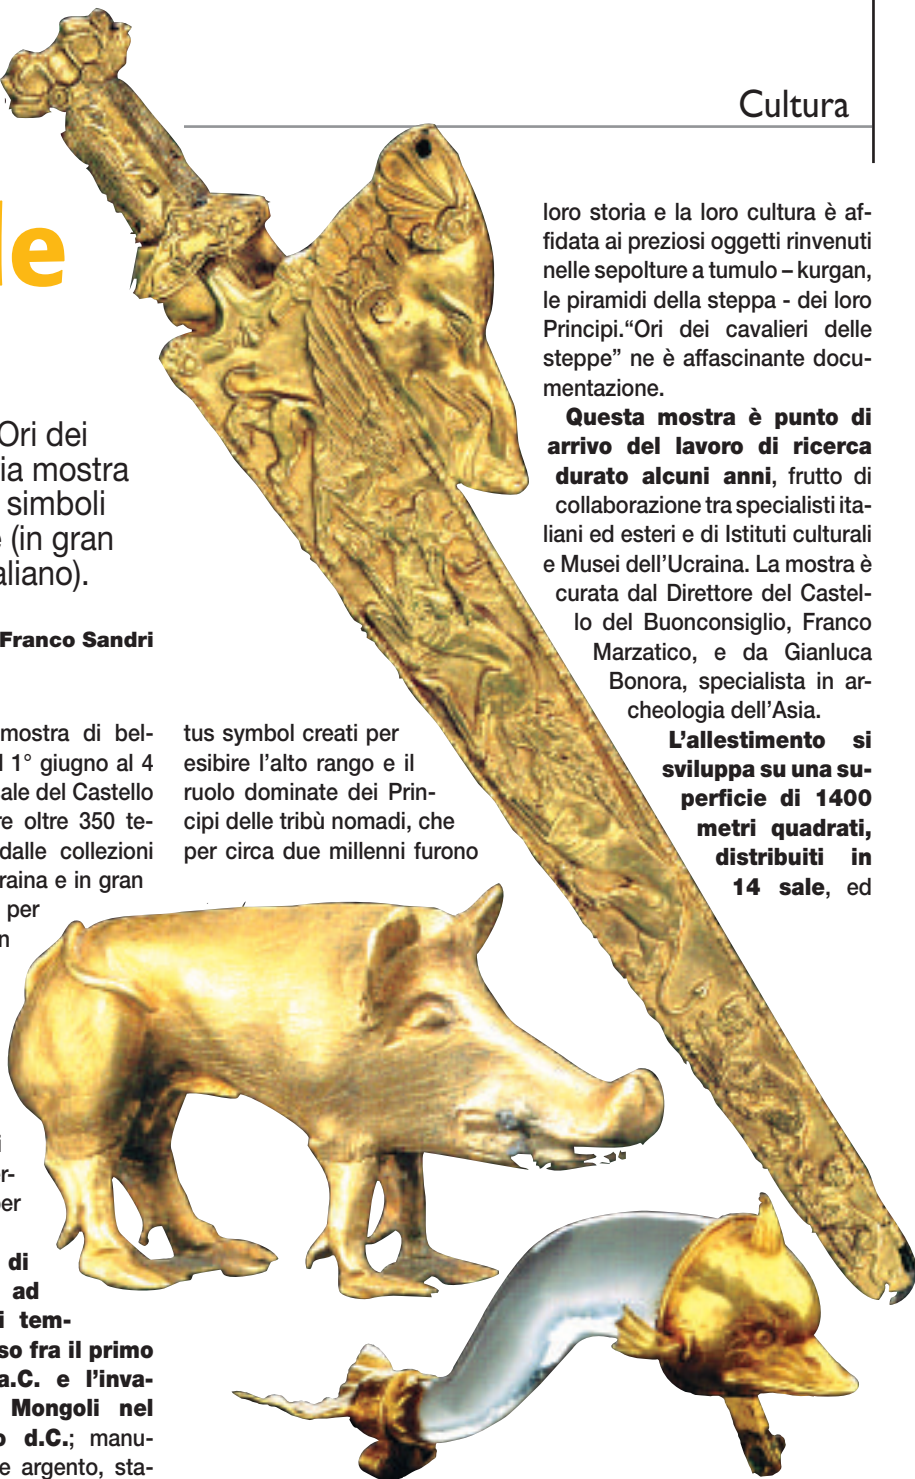 Cultura
le
Ori dei
ia mostra
simboli
(in gran
aliano).
Franco Sandri
mostra di bel-
1° giugno al 4
ale del Castello
re oltre 350 te-
dalle collezioni
raina e in gran
per
n
i
er-
per
di
ad
i tem-
so fra il primo
a.C. e l'inva-
Mongoli nel
o d.C.; manu-
e argento, sta-
tus symbol creati per
esibire l'alto rango e il
ruolo dominate dei Prin-
cipi delle tribù nomadi, che
per circa due millenni furono
loro storia e la loro cultura è af-
fidata ai preziosi oggetti rinvenuti
nelle sepolture a tumulo – kurgan,
le piramidi della steppa - dei loro
Principi.“Ori dei cavalieri delle
steppe” ne è affascinante docu-
mentazione.
Questa mostra è punto di
arrivo del lavoro di ricerca
durato alcuni anni, frutto di
collaborazione tra specialisti ita-
liani ed esteri e di Istituti culturali
e Musei dell'Ucraina. La mostra è
curata dal Direttore del Castel-
lo del Buonconsiglio, Franco
Marzatico, e da Gianluca
Bonora, specialista in ar-
cheologia dell'Asia.
L'allestimento si
sviluppa su una su-
perficie di 1400
metri quadrati,
distribuiti in
14 sale, ed